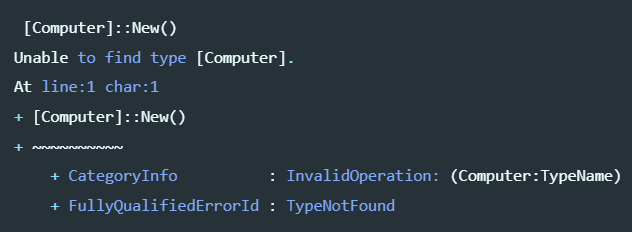 [Computer]::New()
Unable to find type [Computer].
At line:1 char:1
+ [Computer]::New()
+ ~~~~~~~~~~
+ CategoryInfo : InvalidOperation: (Computer:TypeName)
+ FullyQualifiedErrorId : TypeNotFound